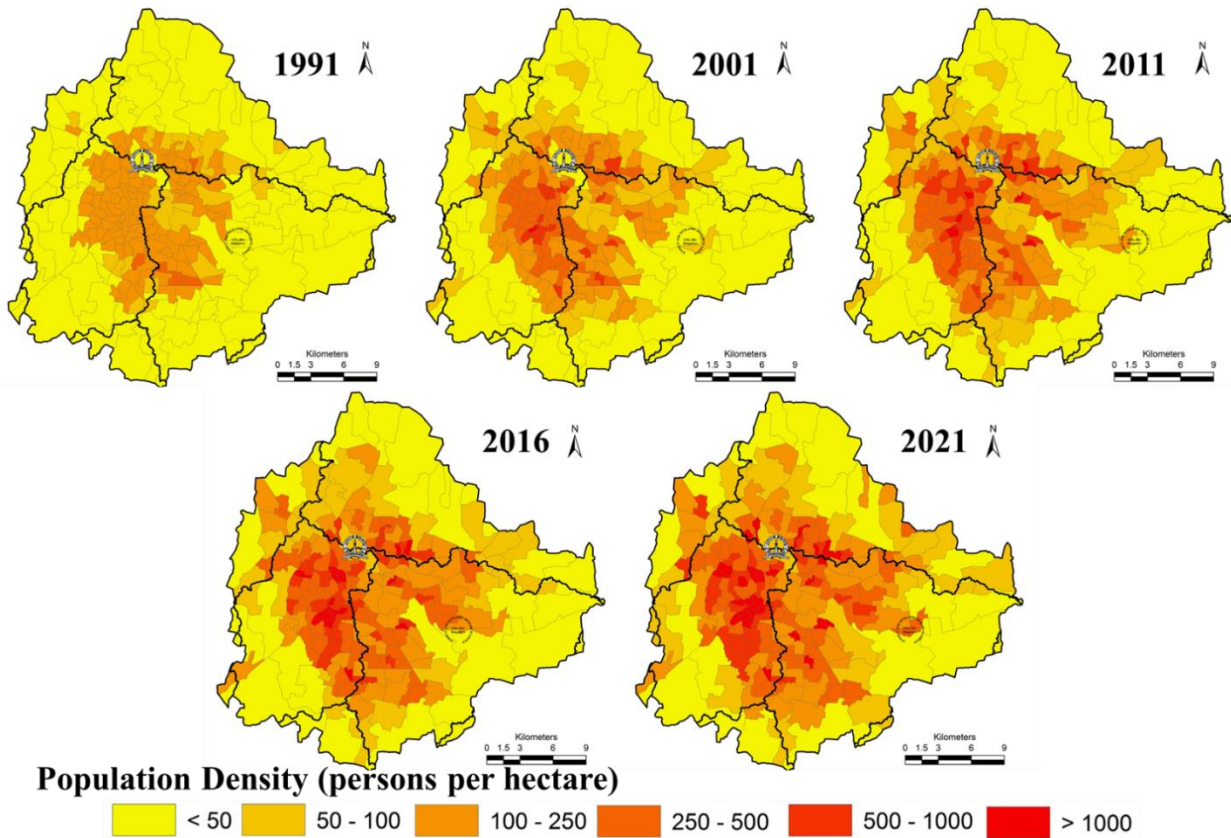 1991
N
2001
N
2011
N
Kilometers
0 1.5 3 6 9
Kilometers
0 1.5 3 6 9
Kilometers
0 1.5 3 6 9
2016
N
2021
N
Kilometers
0 1.5 3 6 9
Kilometers
0 1.5 3 6 9
Population Density (persons per hectare)
< 50
50 - 100
100 - 250
250 - 500
500 - 1000
> 1000